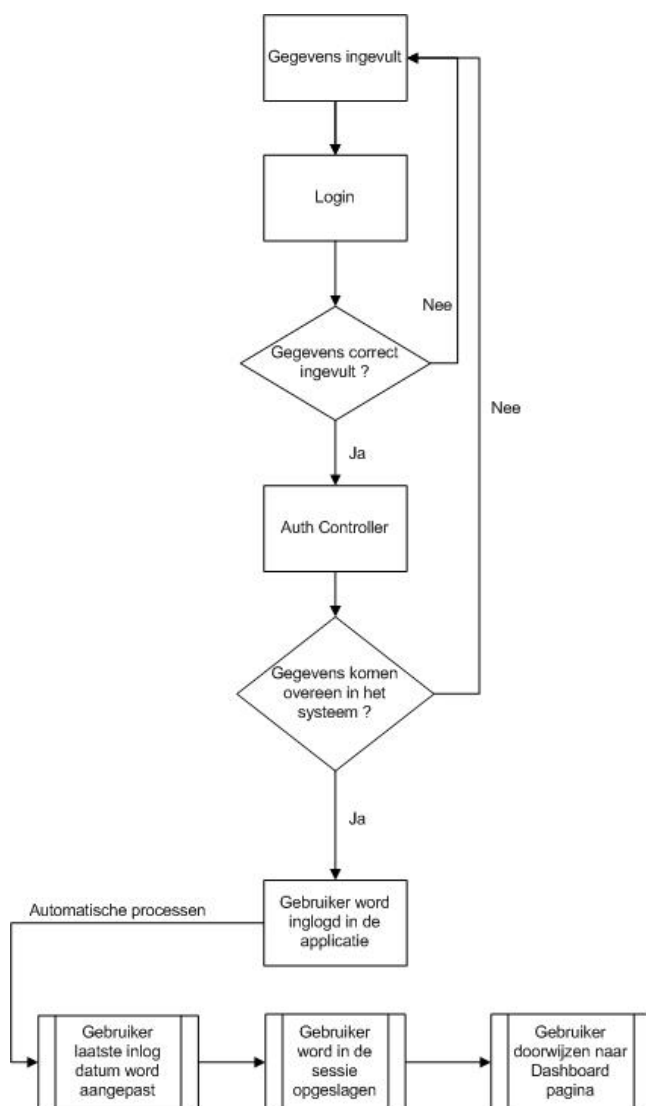 Gegevens ingevult
Login
Nee
Gegevens correct
ingevult ?
Nee
Ja
Auth Controller
Gegevens komen
overeen in het
systeem ?
Ja
Gebruiker word
inglogd in de
applicatie
Automatische processen
Gebruiker
laatste inlog
datum word
aangepast
Gebruiker
word in de
sessie
opgeslagen
Gebruiker
doorwijzen naar
Dashboard
pagina